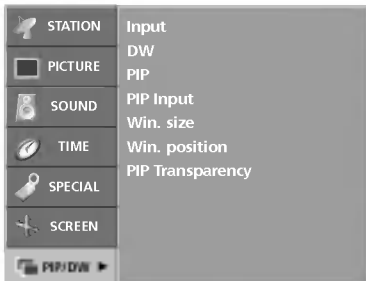 STATION
PICTURE
SOUND
TIME
SPECIAL
SCREEN
PIP/DW ►
Input
DW
PIP
PIP Input
Win. size
Win. position
PIP Transparency